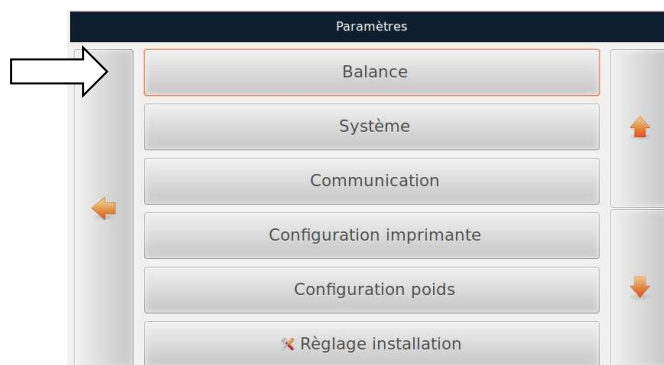 Paramètres
Balance
Système
Communication
Configuration imprimante
Configuration poids
Règlage installation